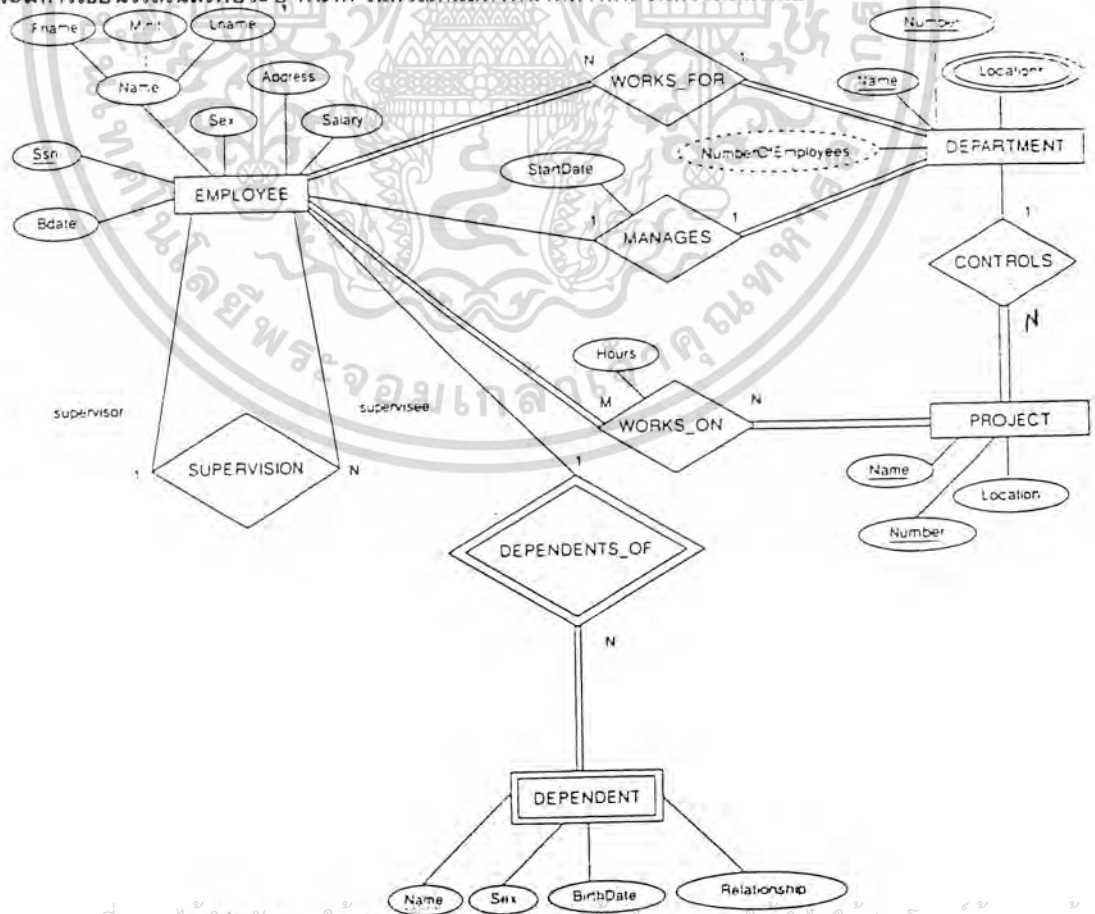 Fname
Minit
Lname
Name
Address
Sex
Salary
Ssn
Bdate
EMPLOYEE
N
WORKS_FOR
1
Number
Name
Locations
NumberOfEmployees
DEPARTMENT
StartDate
1
MANAGES
1
1
CONTROLS
N
Hours
M
WORKS_ON
N
PROJECT
Name
Number
Location
supervisor
supervisee
1
SUPERVISION
N
1
DEPENDENTS_OF
N
DEPENDENT
Name
Sex
BirthDate
Relationship